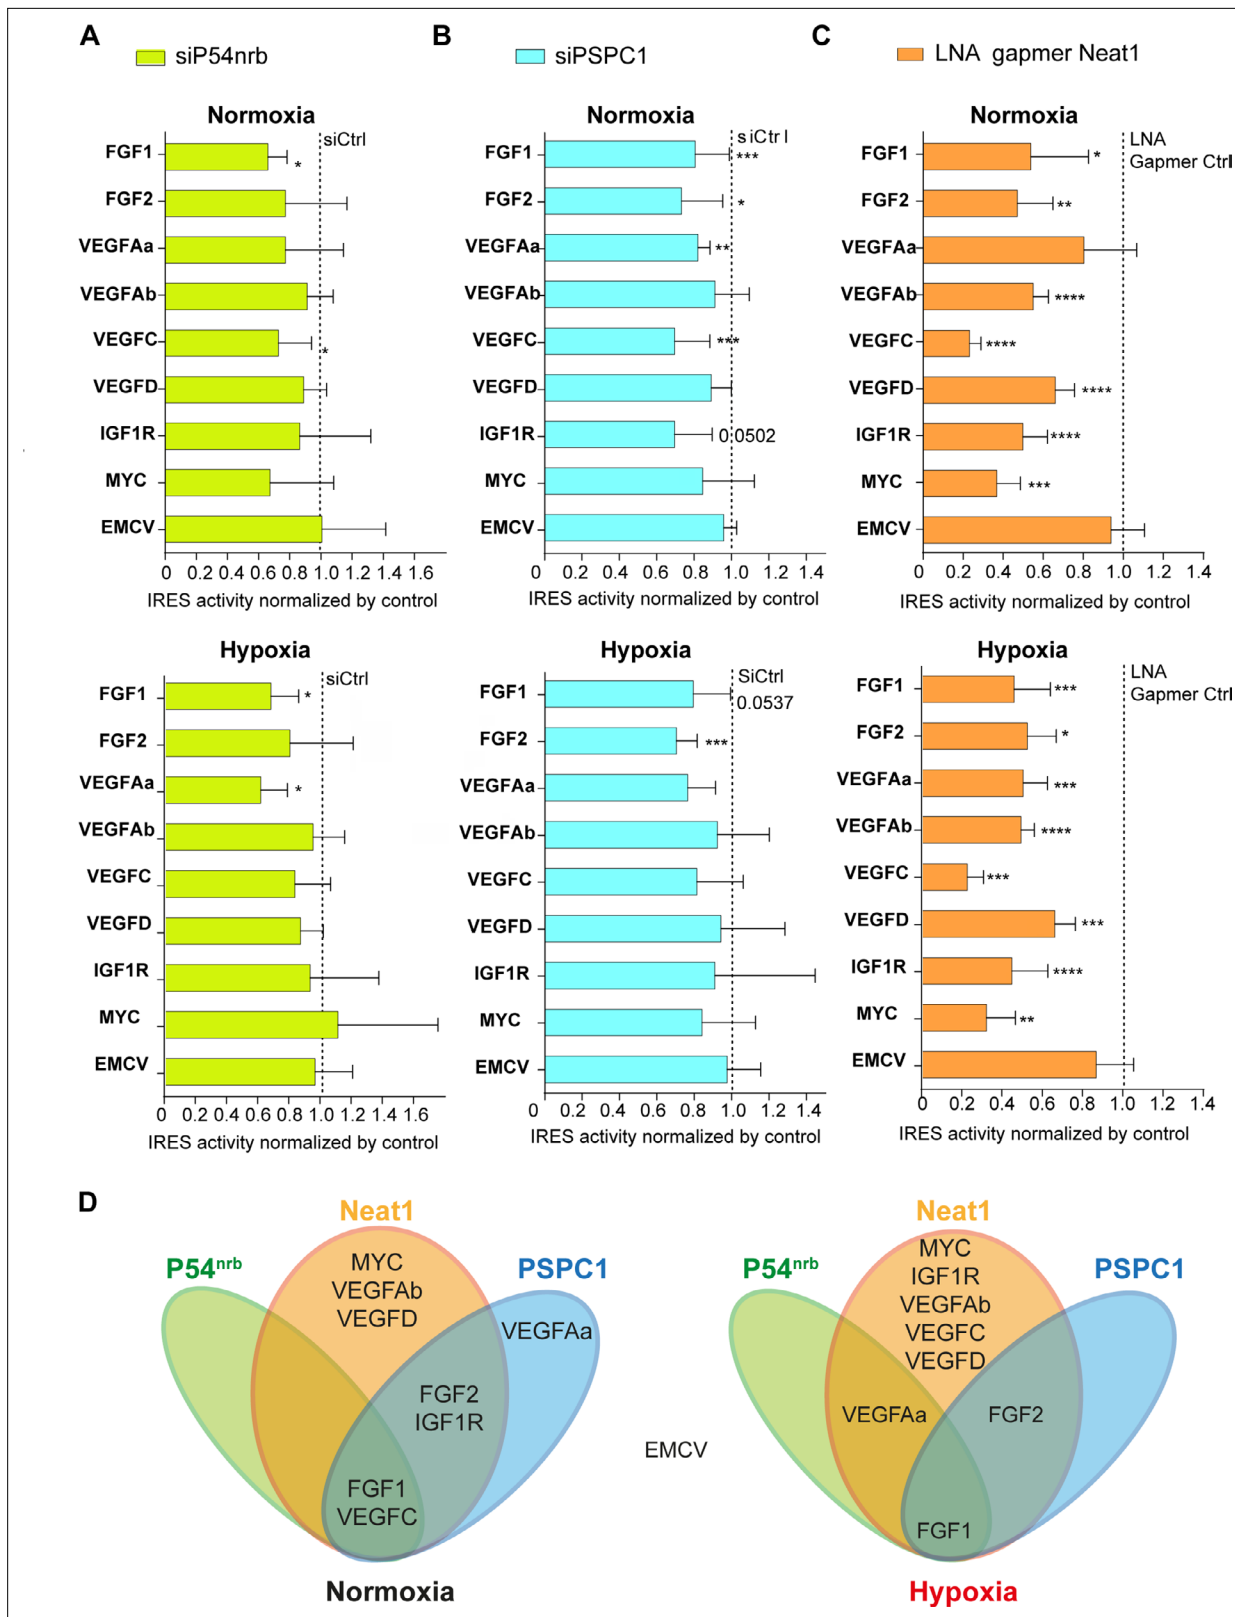 A
siP54nrb
B
siPSPC1
C
LNA gapmer Neat1
Normoxia
siCtrl
FGF1
*
FGF2
VEGFAa
VEGFAb
VEGFC
*
VEGFD
IGF1R
MYC
EMCV
0 0.2 0.4 0.6 0.8 1.0 1.2 1.4 1.6
IRES activity normalized by control
Normoxia
siCtrl
FGF1
***
FGF2
*
VEGFAa
**
VEGFAb
VEGFC
***
VEGFD
IGF1R
0.0502
MYC
EMCV
0 0.2 0.4 0.6 0.8 1.0 1.2 1.4
IRES activity normalized by control
Normoxia
LNA
Gapmer Ctrl
FGF1
*
FGF2
**
VEGFAa
VEGFAb
****
VEGFC
****
VEGFD
****
IGF1R
****
MYC
***
EMCV
0 0.2 0.4 0.6 0.8 1.0 1.2 1.4
IRES activity normalized by control
Hypoxia
siCtrl
FGF1
*
FGF2
VEGFAa
*
VEGFAb
VEGFC
VEGFD
IGF1R
MYC
EMCV
0 0.2 0.4 0.6 0.8 1.0 1.2 1.4 1.6
IRES activity normalized by control
Hypoxia
SiCtrl
0.0537
FGF1
FGF2
***
VEGFAa
VEGFAb
VEGFC
VEGFD
IGF1R
MYC
EMCV
0 0.2 0.4 0.6 0.8 1.0 1.2 1.4
IRES activity normalized by control
Hypoxia
LNA
Gapmer Ctrl
FGF1
***
FGF2
*
VEGFAa
***
VEGFAb
****
VEGFC
***
VEGFD
***
IGF1R
****
MYC
**
EMCV
0 0.2 0.4 0.6 0.8 1.0 1.2 1.4
IRES activity normalized by control
D
Neat1
P54nrb
PSPC1
MYC
VEGFAb
VEGFD
VEGFAa
FGF2
IGF1R
FGF1
VEGFC
Normoxia
EMCV
Neat1
P54nrb
PSPC1
MYC
IGF1R
VEGFAb
VEGFC
VEGFD
VEGFAa
FGF2
FGF1
Hypoxia